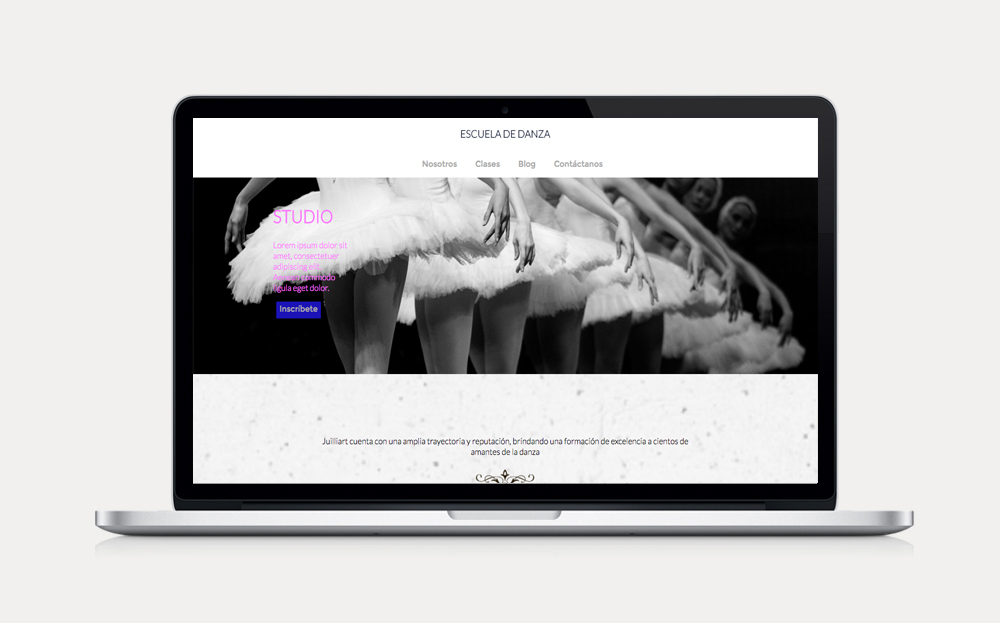 ESCUELA DE DANZA
Nosotros Clases Blog Contáctanos
STUDIO
Lorem ipsum dolor sit
amet, consectetuer
adipiscing elit.
Aenean commodo
ligula eget dolor.
Inscríbete
Juilliart cuenta con una amplia trayectoria y reputación, brindando una formación de excelencia a cientos de
amantes de la danza